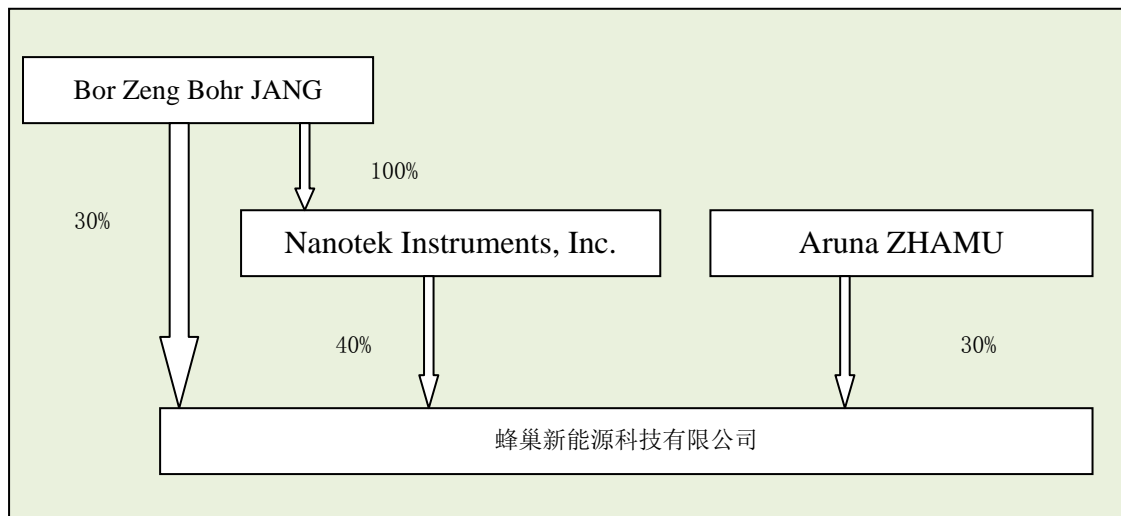 Bor Zeng Bohr JANG
100%
30%
Nanotek Instruments, Inc.
Aruna ZHAMU
40%
30%
蜂巢新能源科技有限公司